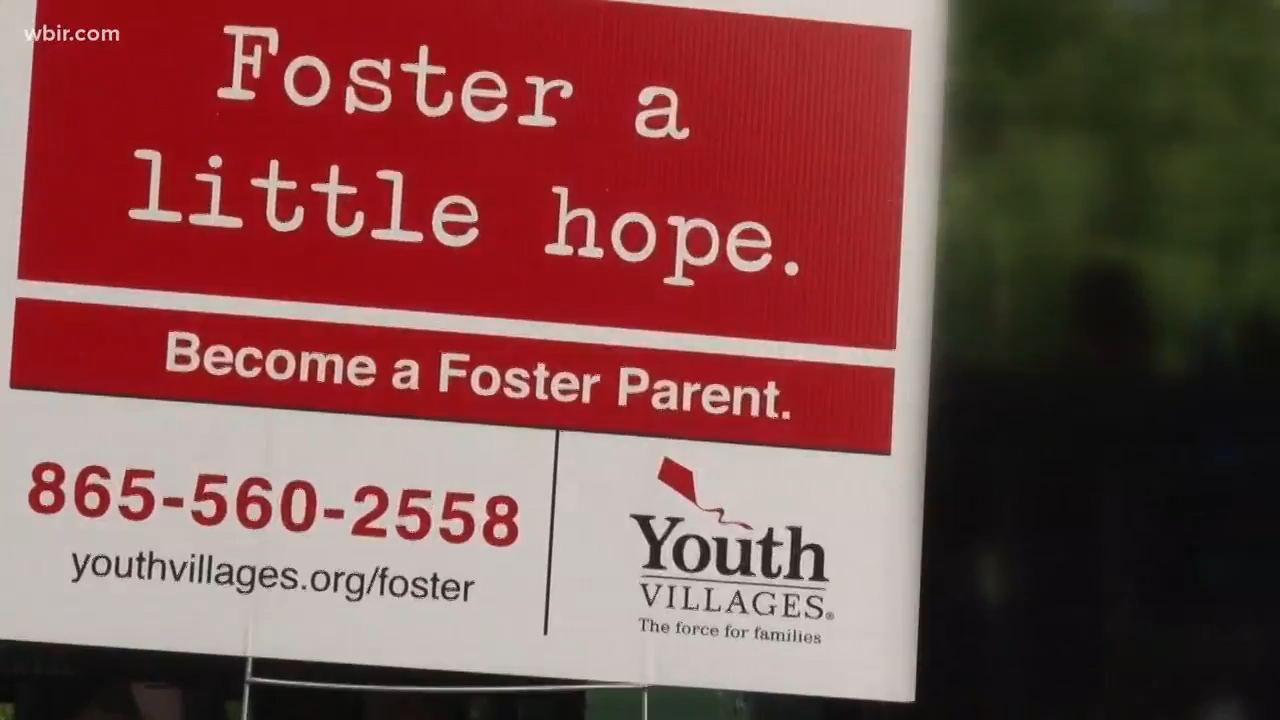 wbir.com
Foster a
little hope.
Become a Foster Parent.
865-560-2558
youthvillages.org/foster
Youth
VILLAGES®
The force for families